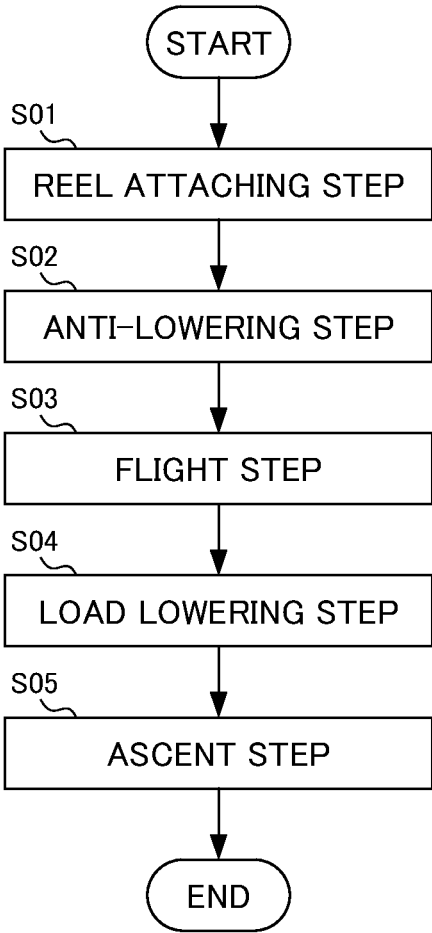 START
S01
REEL ATTACHING STEP
S02
ANTI-LOWERING STEP
S03
FLIGHT STEP
S04
LOAD LOWERING STEP
S05
ASCENT STEP
END